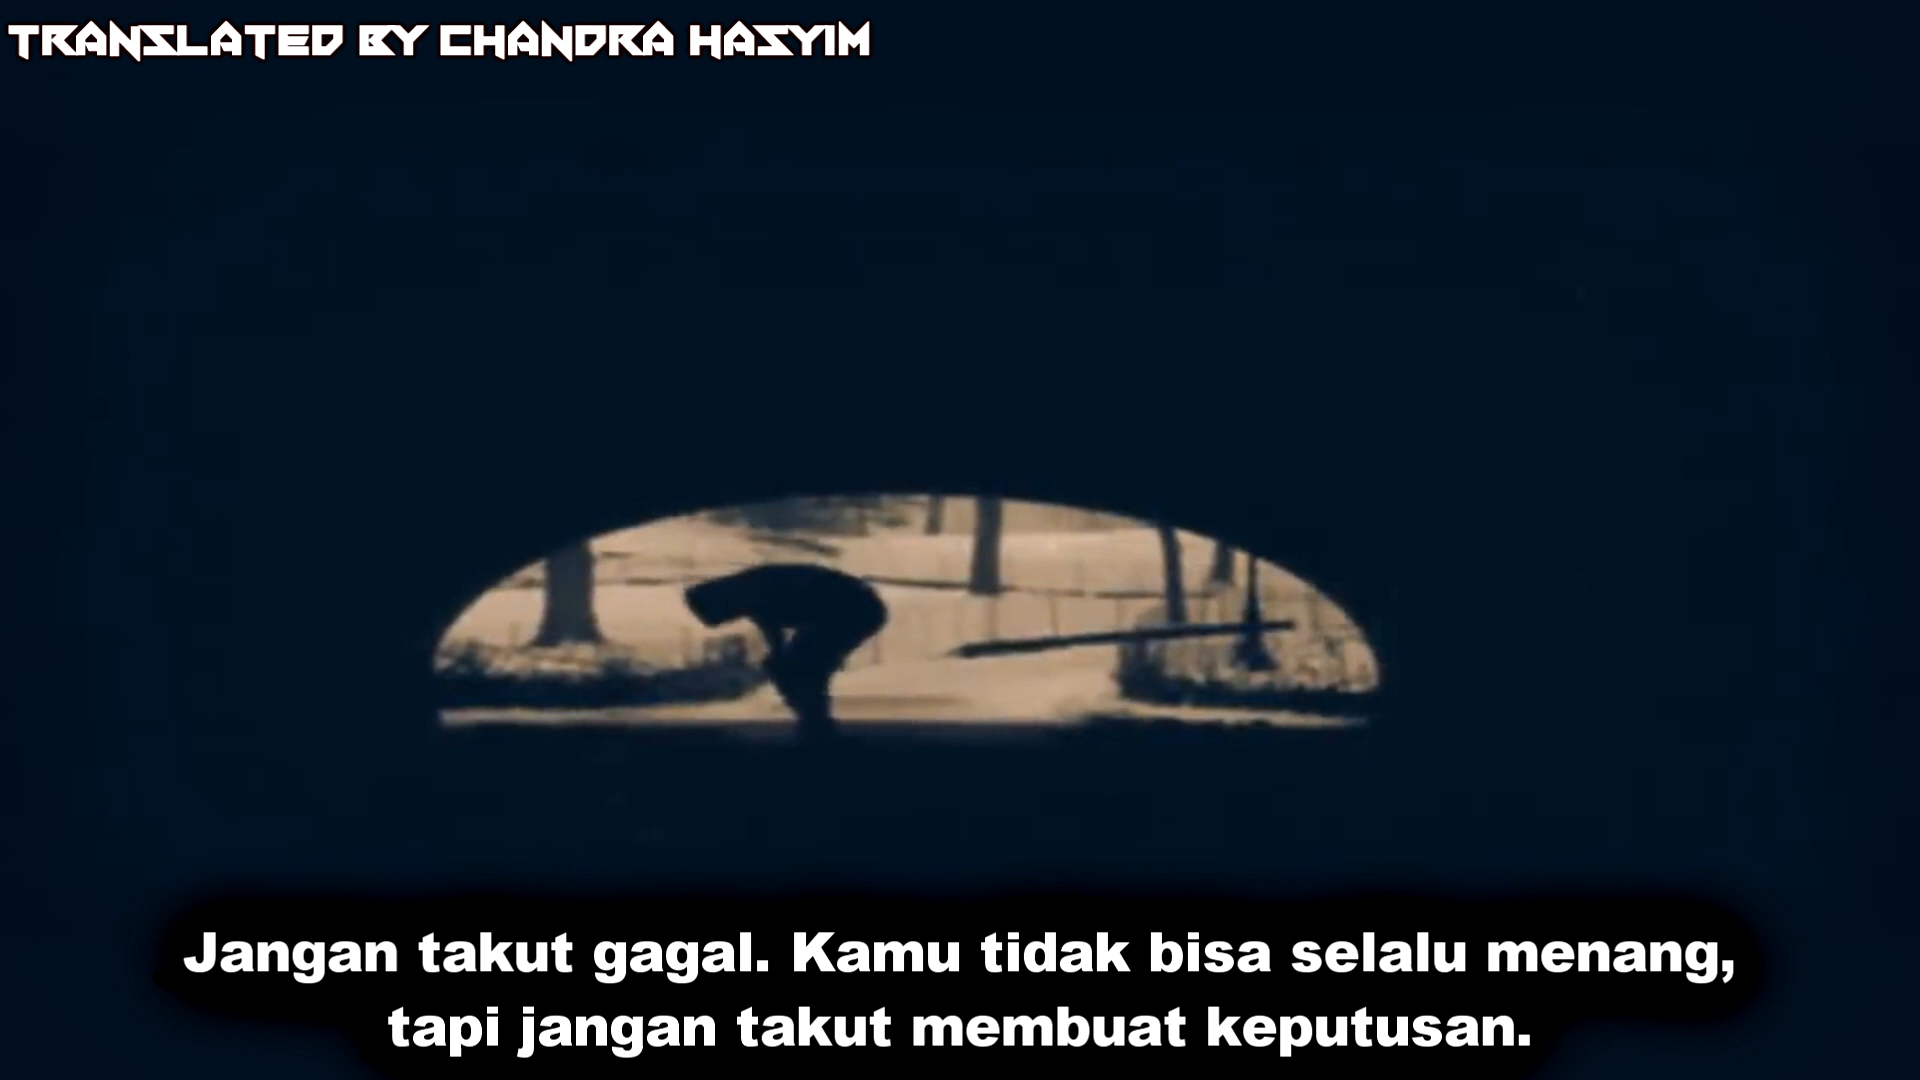 TRANSLATED BY CHANDRA HASYIM
Jangan takut gagal. Kamu tidak bisa selalu menang,
tapi jangan takut membuat keputusan.